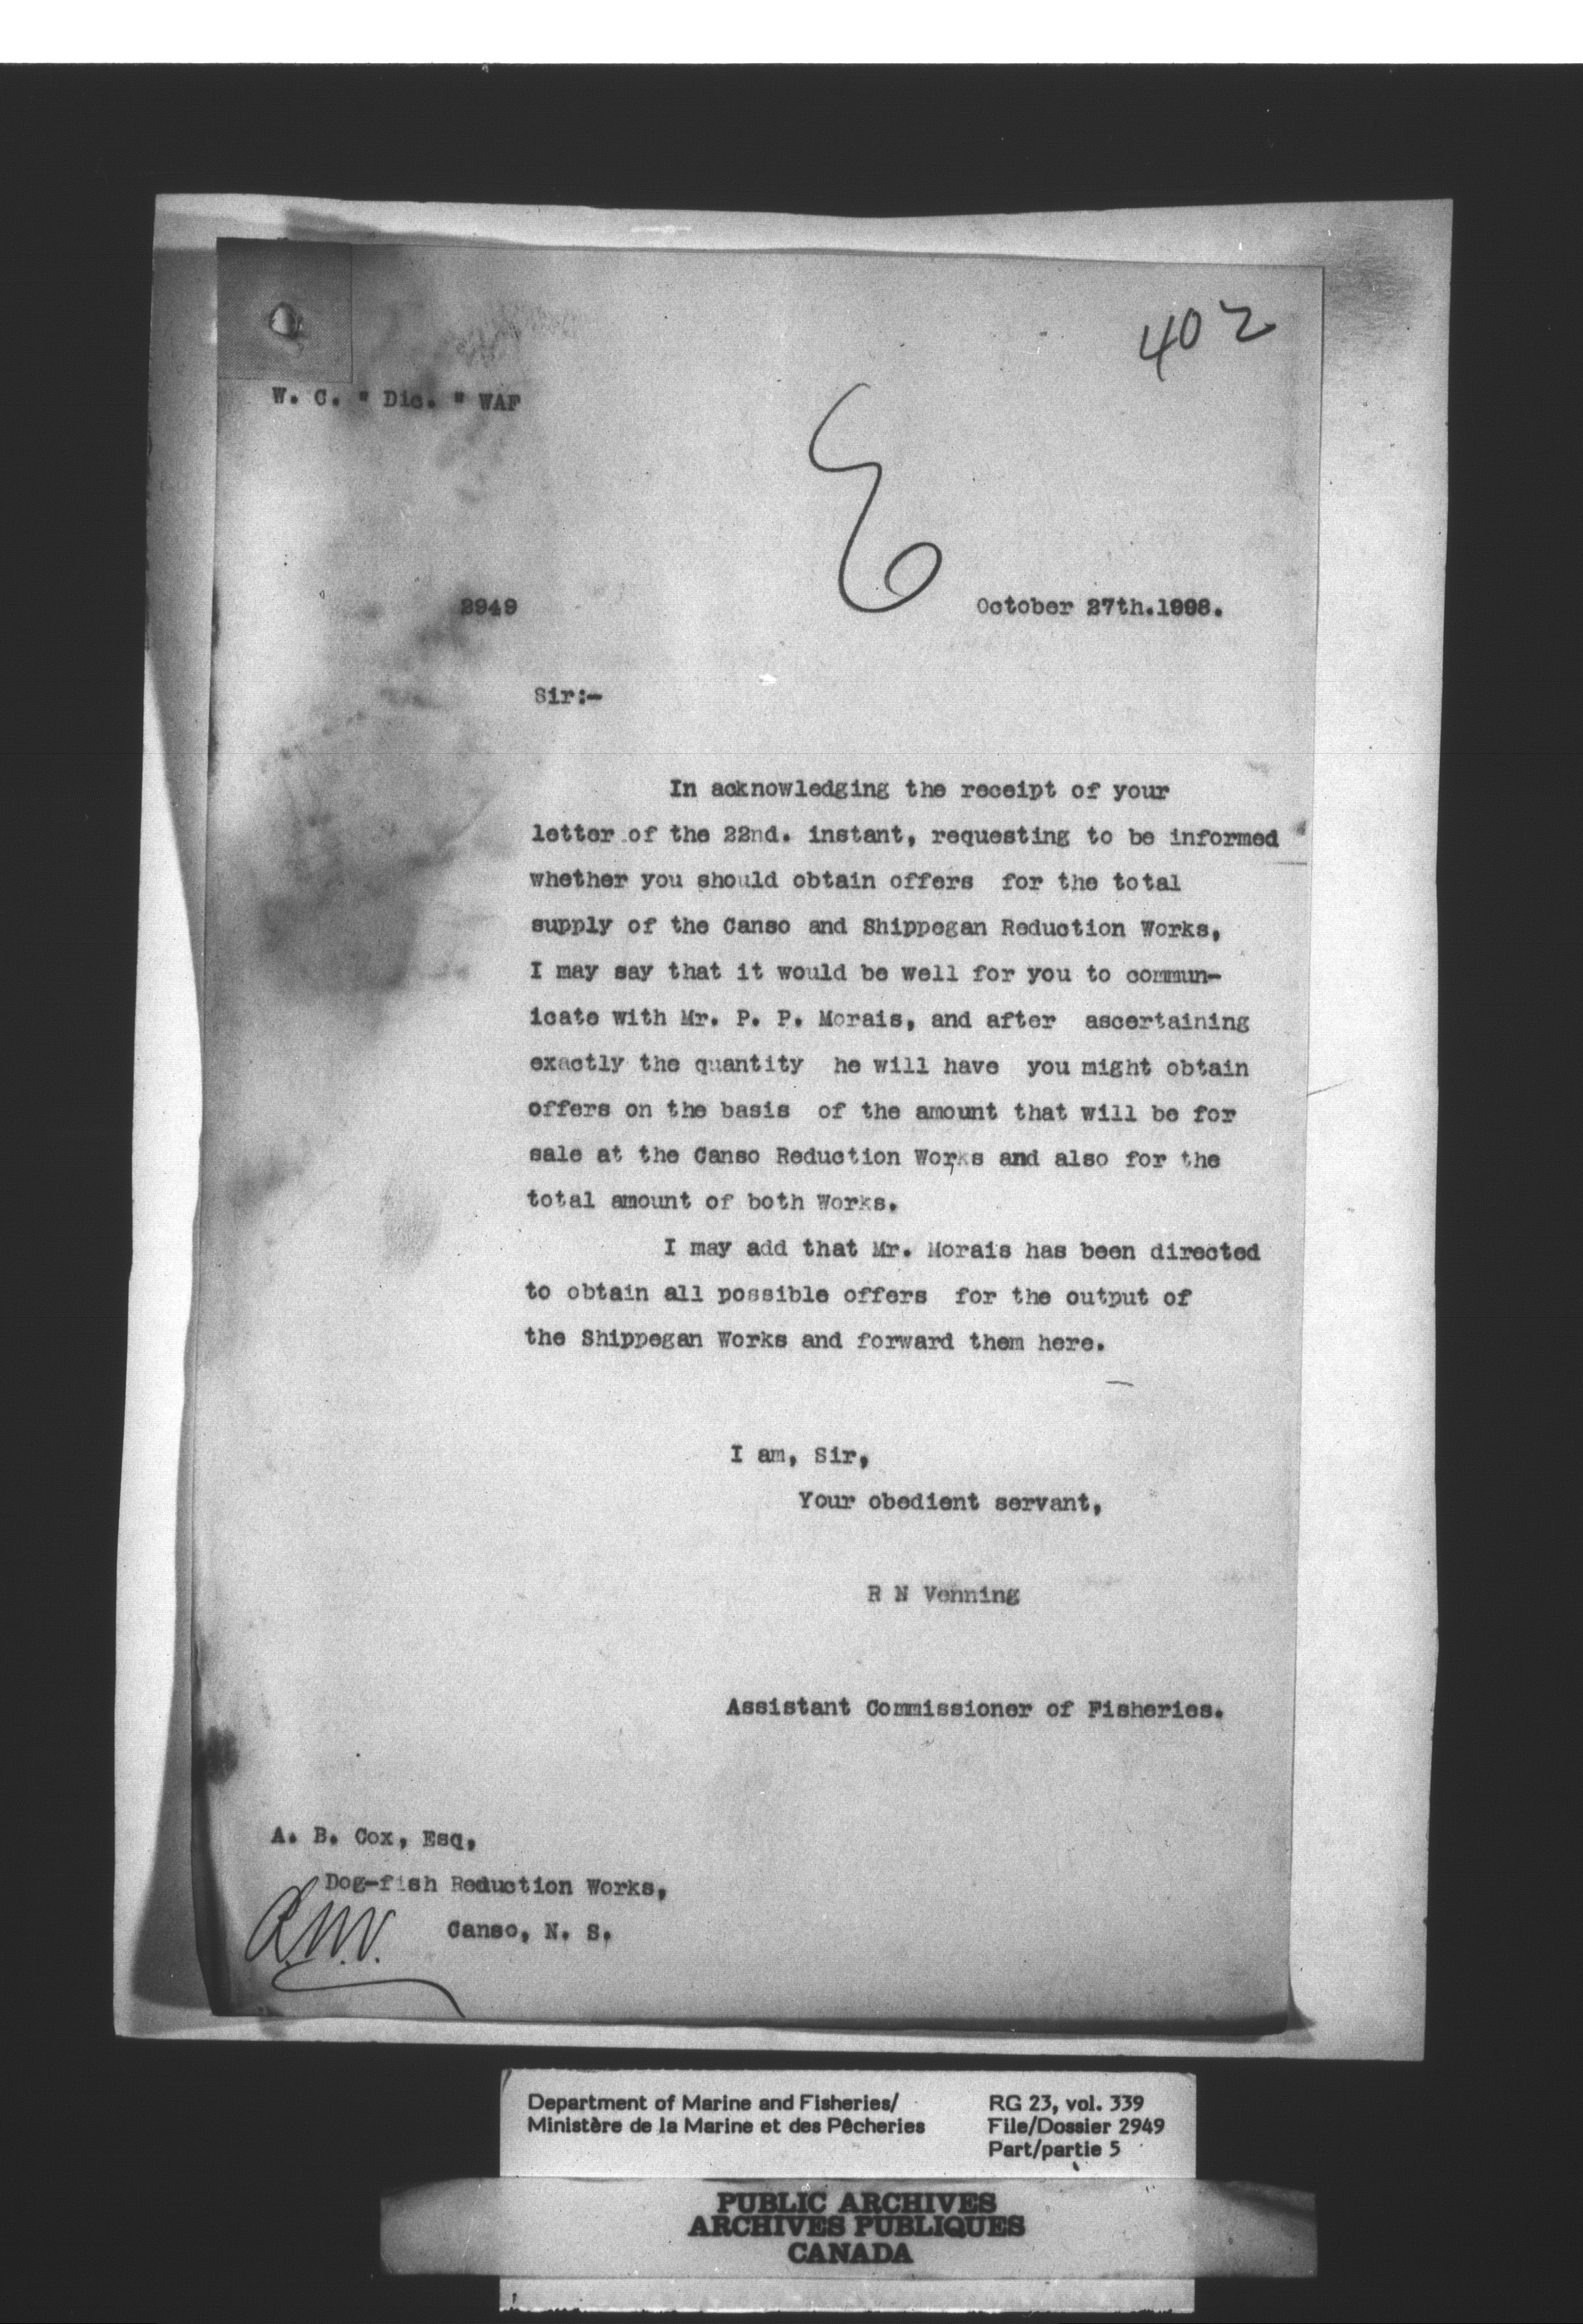 402
W. C. " Dic. " WAF
2949
October 27th.1908.
Sir:-
In acknowledging the receipt of your
letter of the 22nd. instant, requesting to be informed
whether you should obtain offers for the total
supply of the Canso and Shippegan Reduction Works,
I may say that it would be well for you to commun-
icate with Mr. P. P. Morais, and after ascertaining
exactly the quantity he will have you might obtain
offers on the basis of the amount that will be for
sale at the Canso Reduction Works and also for the
total amount of both Works.
I may add that Mr. Morais has been directed
to obtain all possible offers for the output of
the Shippegan Works and forward them here.
I am, Sir,
Your obedient servant,
R N Venning
Assistant Commissioner of Fisheries.
A. B. Cox, Esq,
Dog-fish Reduction Works,
Canso, N. S.
Department of Marine and Fisheries/
Ministère de la Marine et des Pêcheries
RG 23, vol. 339
File/Dossier 2949
Part/partie 5
PUBLIC ARCHIVES
ARCHIVES PUBLIQUES
CANADA